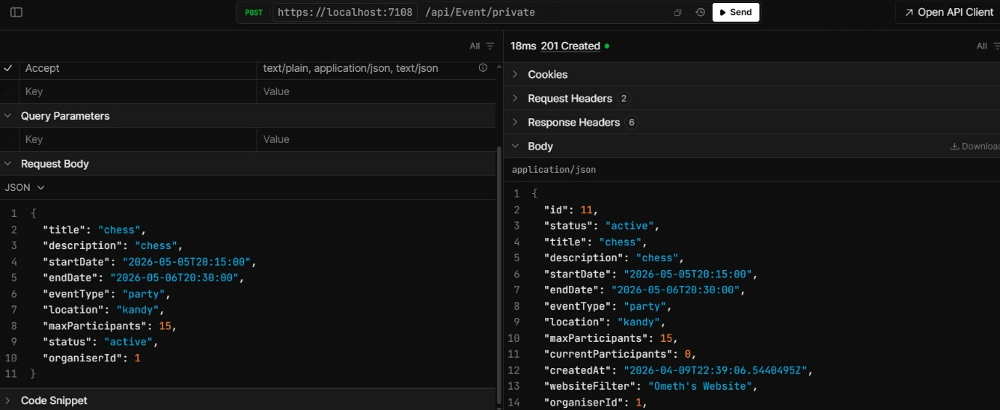 POST https://localhost:7108 /api/Event/private Send Open API Client
All
Accept text/plain, application/json, text/json
Key Value
Query Parameters
Key Value
Request Body
JSON
1 {
2 "title": "chess",
3 "description": "chess",
4 "startDate": "2026-05-05T20:15:00",
5 "endDate": "2026-05-06T20:30:00",
6 "eventType": "party",
7 "location": "kandy",
8 "maxParticipants": 15,
9 "status": "active",
10 "organiserId": 1
11 }
Code Snippet
18ms 201 Created All
Cookies
Request Headers 2
Response Headers 6
Body Download
application/json
1 {
2 "id": 11,
3 "status": "active",
4 "title": "chess",
5 "description": "chess",
6 "startDate": "2026-05-05T20:15:00",
7 "endDate": "2026-05-06T20:30:00",
8 "eventType": "party",
9 "location": "kandy",
10 "maxParticipants": 15,
11 "currentParticipants": 0,
12 "createdAt": "2026-04-09T22:39:06.5440495Z",
13 "websiteFilter": "Ometh's Website",
14 "organiserId": 1,